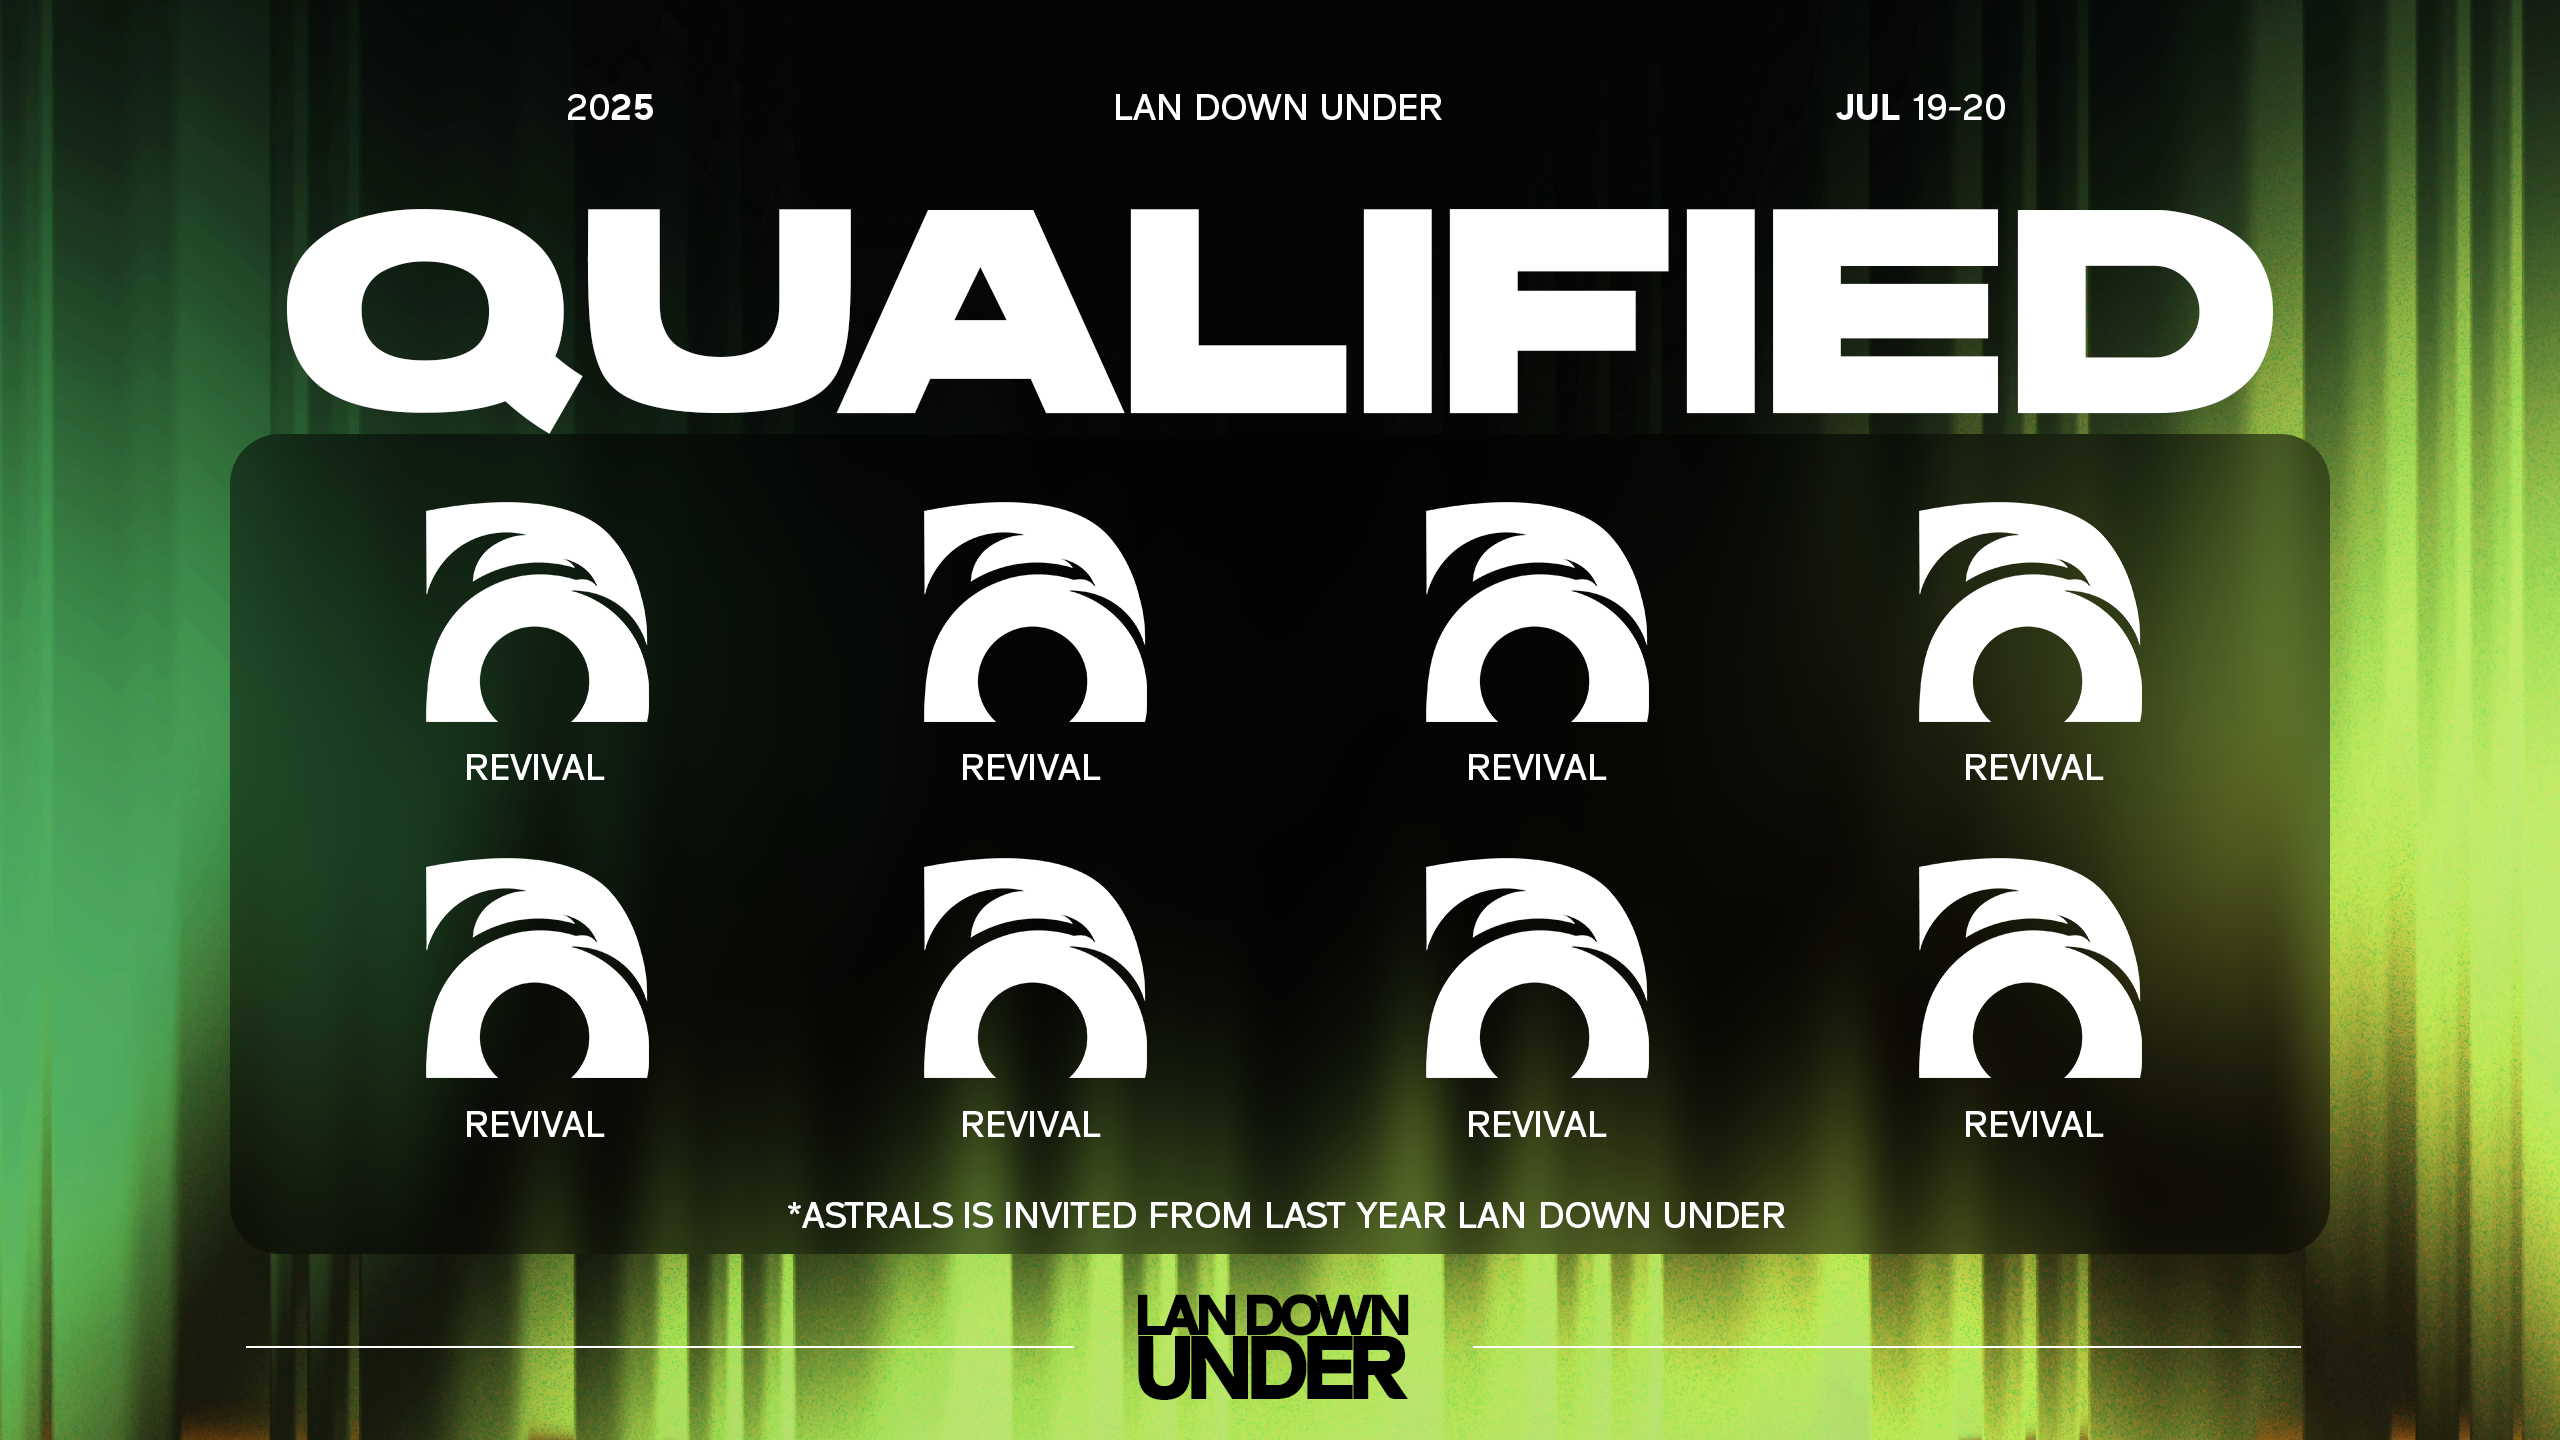 2025 LAN DOWN UNDER JUL 19-20
QUALIFIED
REVIVAL REVIVAL REVIVAL REVIVAL
REVIVAL REVIVAL REVIVAL REVIVAL
*ASTRALS IS INVITED FROM LAST YEAR LAN DOWN UNDER
LAN DOWN
UNDER